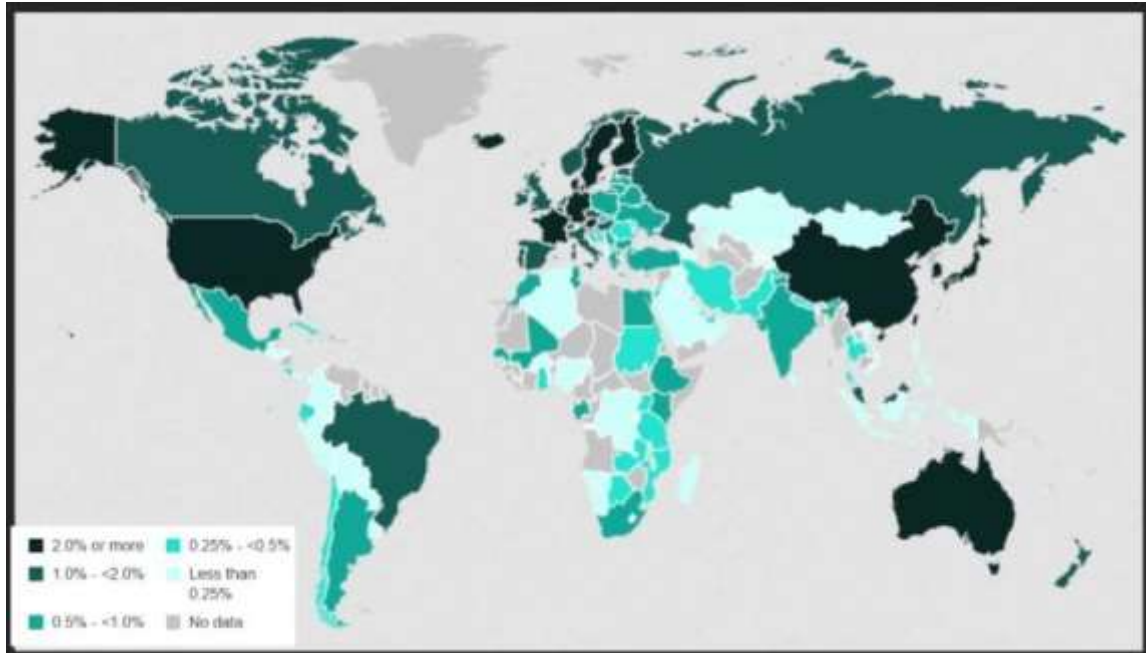 2.0% or more
1.0% - <2.0%
0.5% - <1.0%
0.25% - <0.5%
Less than
0.25%
No data